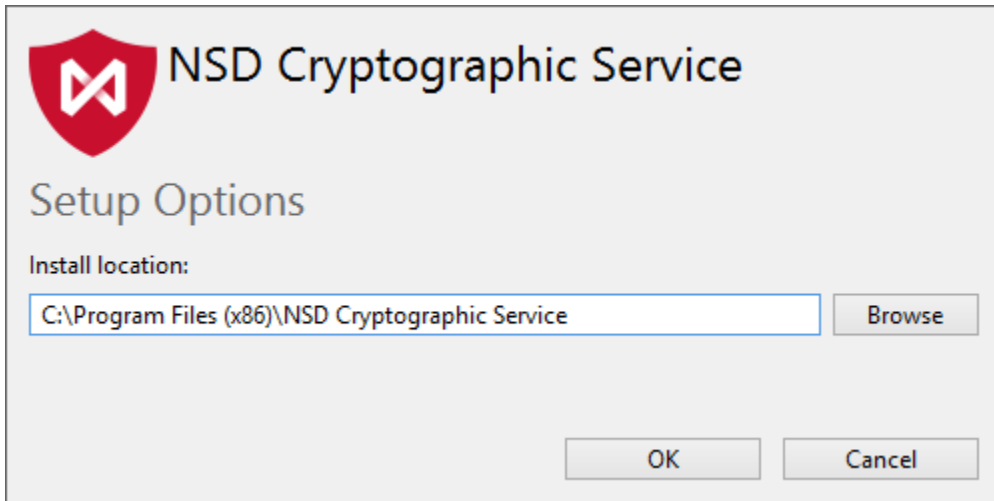 NSD Cryptographic Service
Setup Options
Install location:
C:\Program Files (x86)\NSD Cryptographic Service
Browse
OK
Cancel